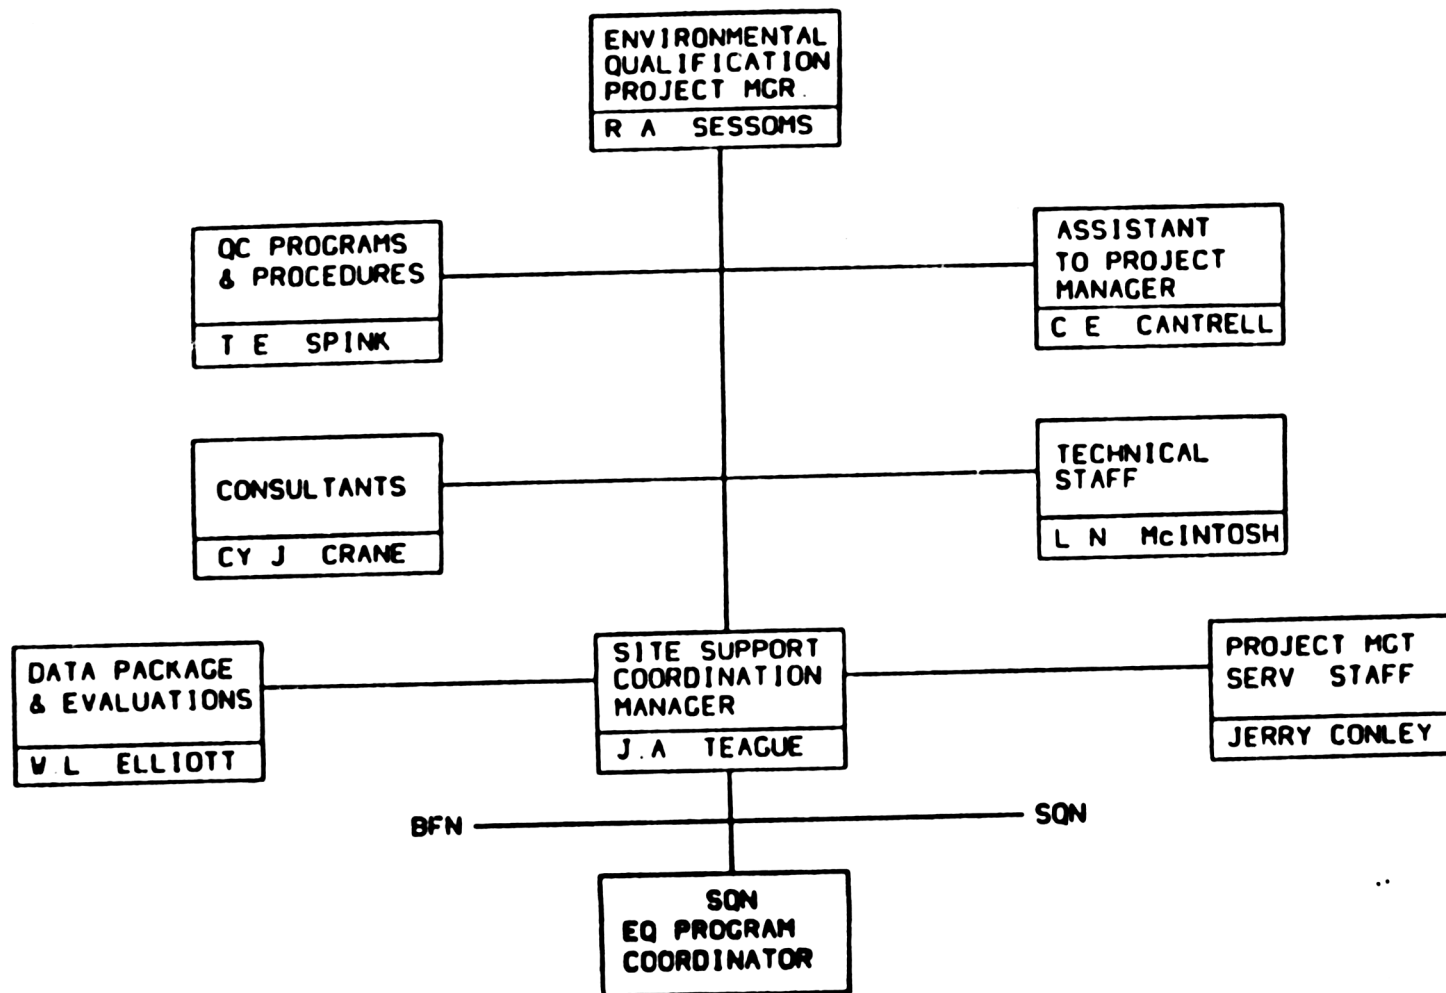 ENVIRONMENTAL
QUALIFICATION
PROJECT MGR.
R A SESSOMS
QC PROGRAMS
& PROCEDURES
T E SPINK
ASSISTANT
TO PROJECT
MANAGER
C E CANTRELL
CONSULTANTS
CY J CRANE
TECHNICAL
STAFF
L N McINTOSH
DATA PACKAGE
& EVALUATIONS
W.L ELLIOTT
SITE SUPPORT
COORDINATION
MANAGER
J.A TEAGUE
PROJECT MGT
SERV STAFF
JERRY CONLEY
BFN
SQN
SQN
EQ PROGRAM
COORDINATOR